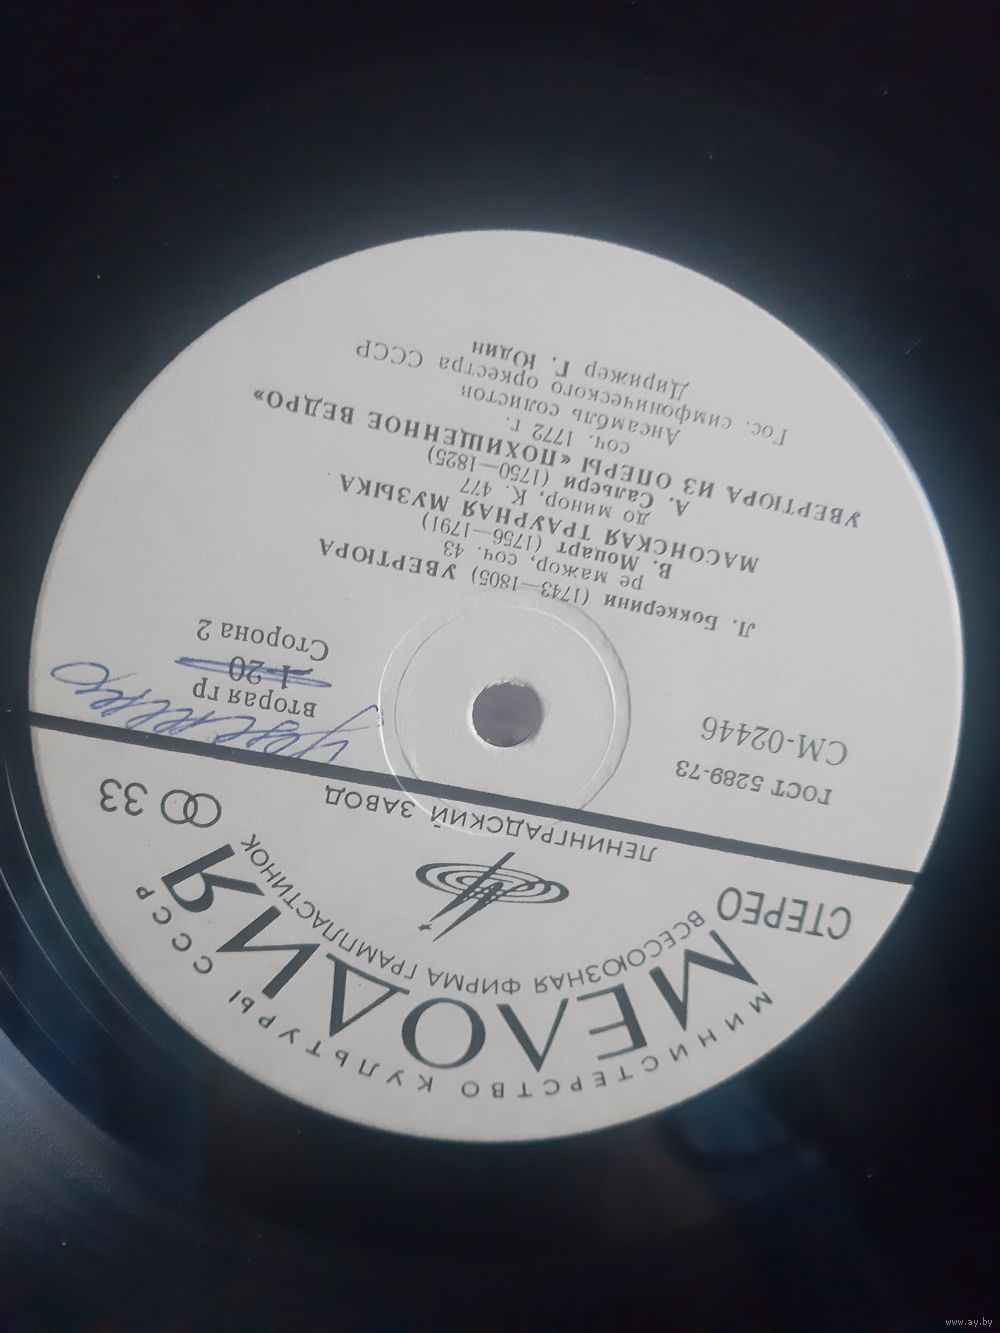 МИНИСТЕРСТВО КУЛЬТУРЫ СССР
МЕЛОДИЯ
ВСЕСОЮЗНАЯ ФИРМА ГРАМПЛАСТИНОК
СТЕРЕО
33
ЛЕНИНГРАДСКИЙ ЗАВОД
ГОСТ 5289-73
СМ-02446
вторая гр
1-20
Сторона 2
Л. Боккерини (1743—1805) УВЕРТЮРА
ре мажор, соч. 43
В. Моцарт (1756—1791)
МАСОНСКАЯ ТРАУРНАЯ МУЗЫКА
до минор, К. 477
А. Сальери (1750—1825)
УВЕРТЮРА ИЗ ОПЕРЫ «ПОХИЩЕННОЕ ВЕДРО»
соч. 1772 г.
Ансамбль солистов
Гос. симфонического оркестра СССР
Дирижер Г. Юдин
www.ay.by